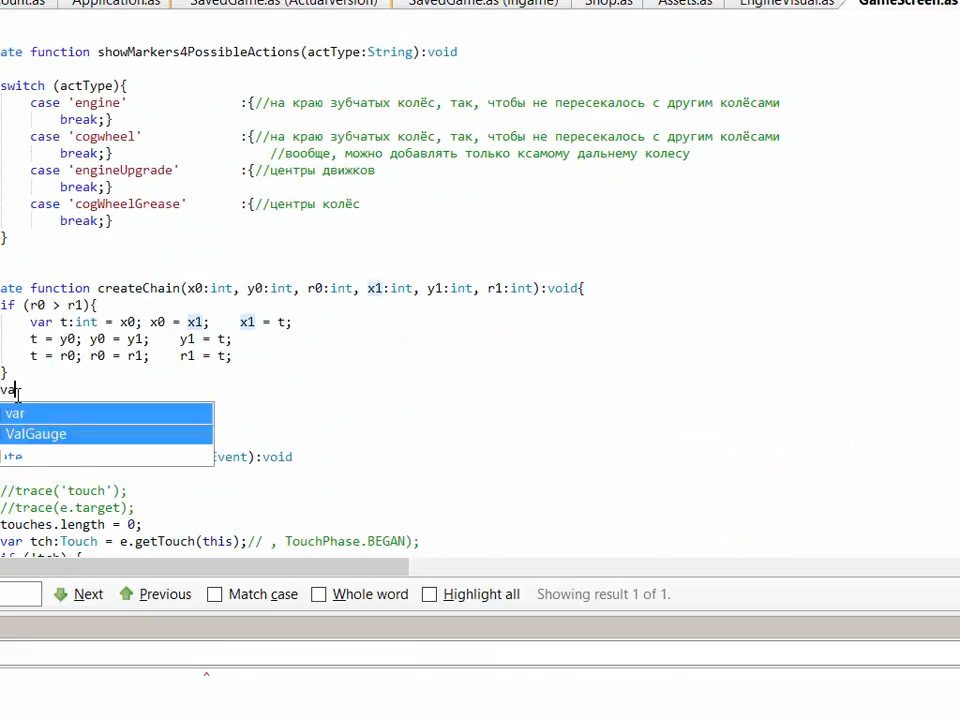 Application.as SavedGame.as (Actualversion) SavedGame.as (ingame) Shop.as Assets.as EngineVisual.as GameScreen.as
ate function showMarkers4PossibleActions(actType:String):void
switch (actType){
case 'engine' :{//на краю зубчатых колёс, так, чтобы не пересекалось с другим колёсами
break;}
case 'cogwheel' :{//на краю зубчатых колёс, так, чтобы не пересекалось с другим колёсами
break;} //вообще, можно добавлять только ксамому дальнему колесу
case 'engineUpgrade' :{//центры движков
break;}
case 'cogWheelGrease' :{//центры колёс
break;}
}
ate function createChain(x0:int, y0:int, r0:int, x1:int, y1:int, r1:int):void{
if (r0 > r1){
var t:int = x0; x0 = x1; x1 = t;
t = y0; y0 = y1; y1 = t;
t = r0; r0 = r1; r1 = t;
}
va
var
ValGauge
ate Event):void
//trace('touch');
//trace(e.target);
touches.length = 0;
var tch:Touch = e.getTouch(this);// , TouchPhase.BEGAN);
if (!tch) {
Next Previous Match case Whole word Highlight all Showing result 1 of 1.
^